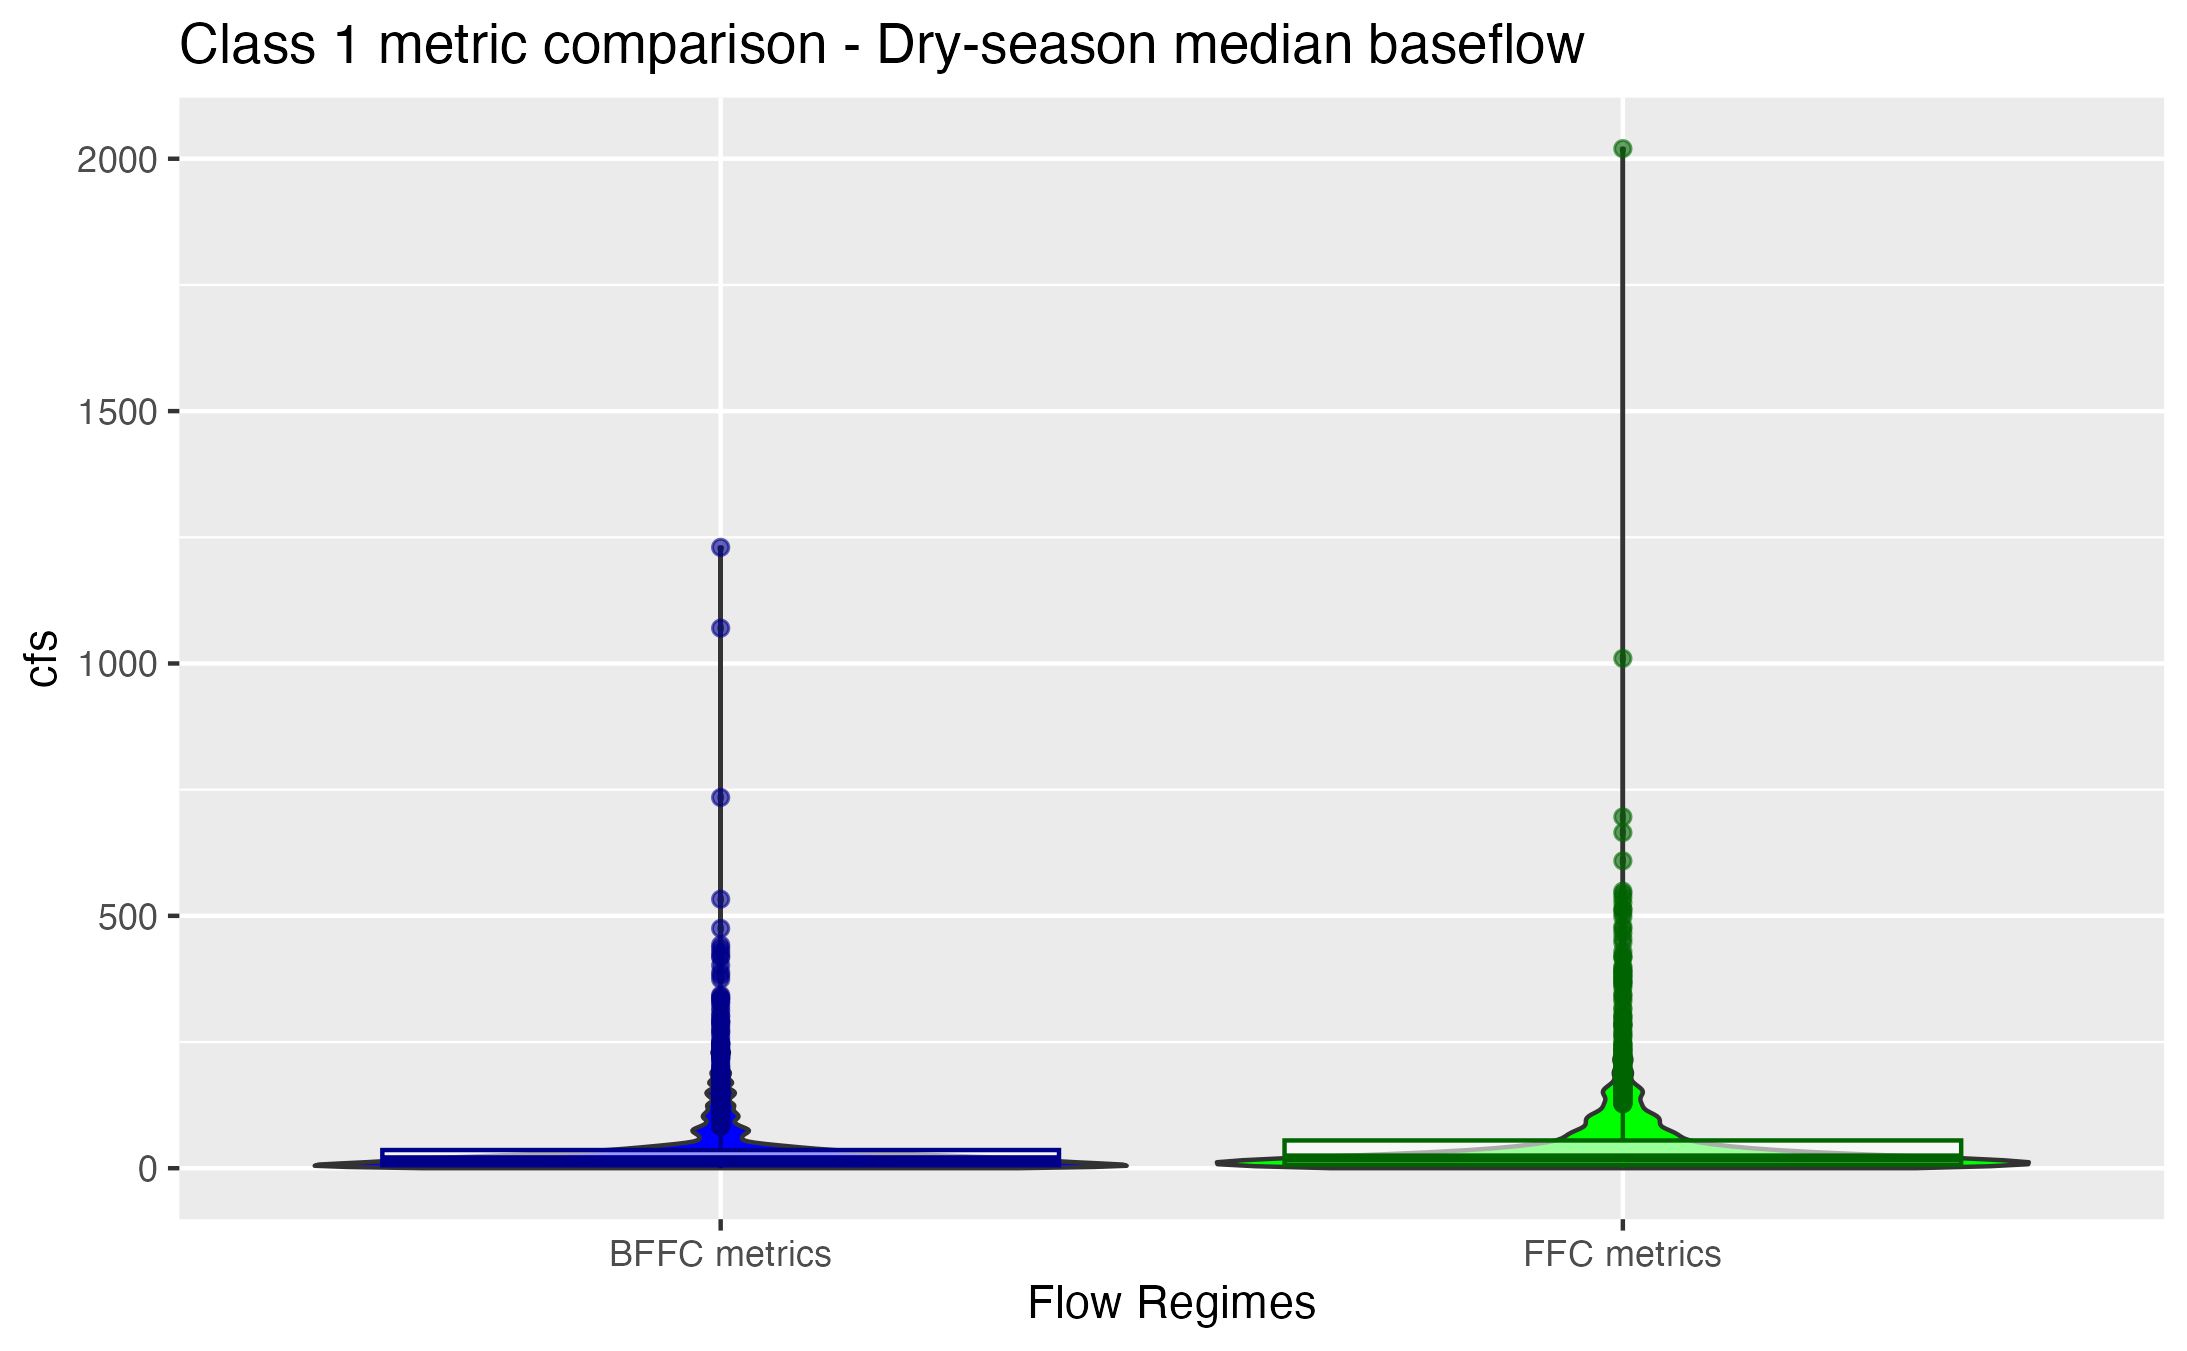 Class 1 metric comparison - Dry-season median baseflow
2000
1500
1000
500
0
cfs
BFFC metrics
FFC metrics
Flow Regimes